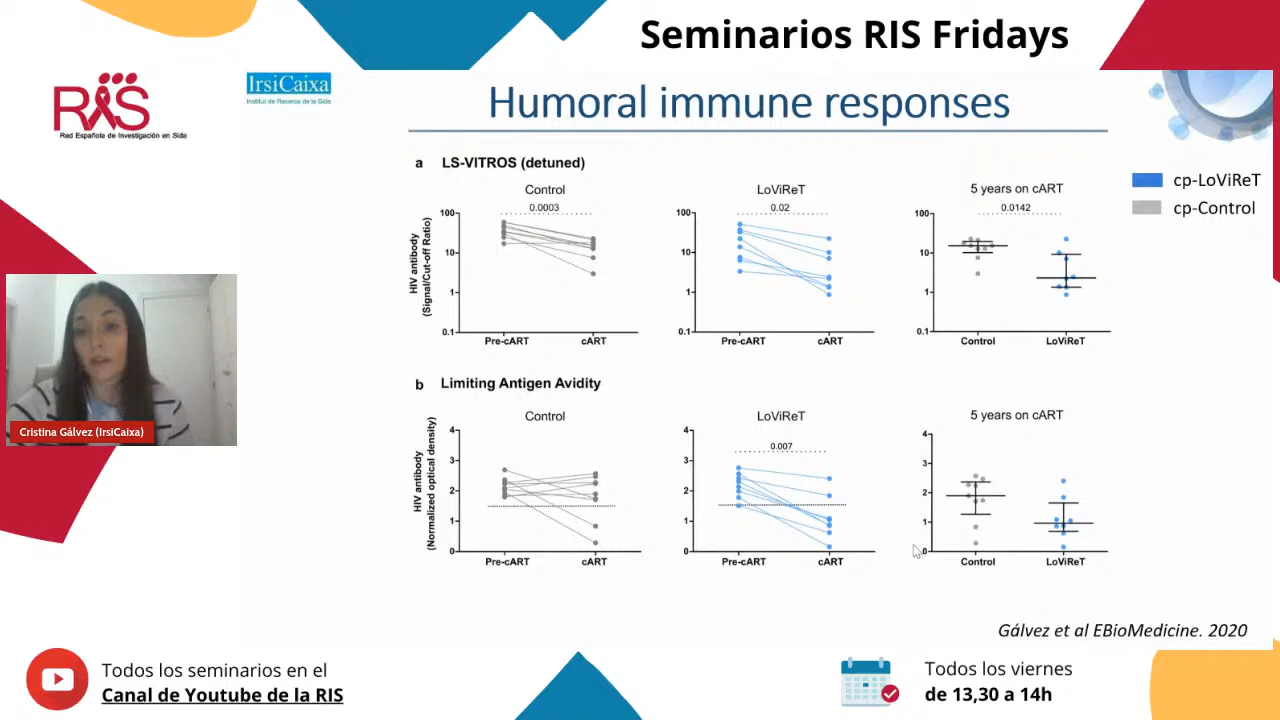 Seminarios RIS Fridays
RIS
Red Española de Investigación en Sida
IrsiCaixa
Institut de Recerca de la Sida
Humoral immune responses
cp-LoViReT
cp-Control
a LS-VITROS (detuned)
Control
0.0003
HIV antibody
(Signal/Cut-off Ratio)
100
10
1
0.1
Pre-cART cART
LoViReT
0.02
100
10
1
0.1
Pre-cART cART
5 years on cART
0.0142
100
10
1
0.1
Control LoViReT
b Limiting Antigen Avidity
Control
HIV antibody
(Normalized optical density)
4
3
2
1
0
Pre-cART cART
LoViReT
0.007
4
3
2
1
0
Pre-cART cART
5 years on cART
4
3
2
1
0
Control LoViReT
Cristina Gálvez (IrsiCaixa)
Gálvez et al EBioMedicine. 2020
Todos los seminarios en el
Canal de Youtube de la RIS
Todos los viernes
de 13,30 a 14h